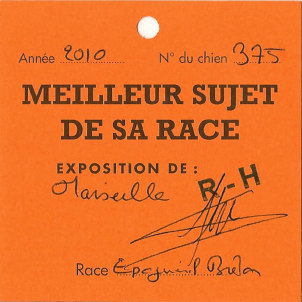 Année 2010 N° du chien 375
MEILLEUR SUJET
DE SA RACE
EXPOSITION DE :
Marseille R.-H
Race Epagneul Breton